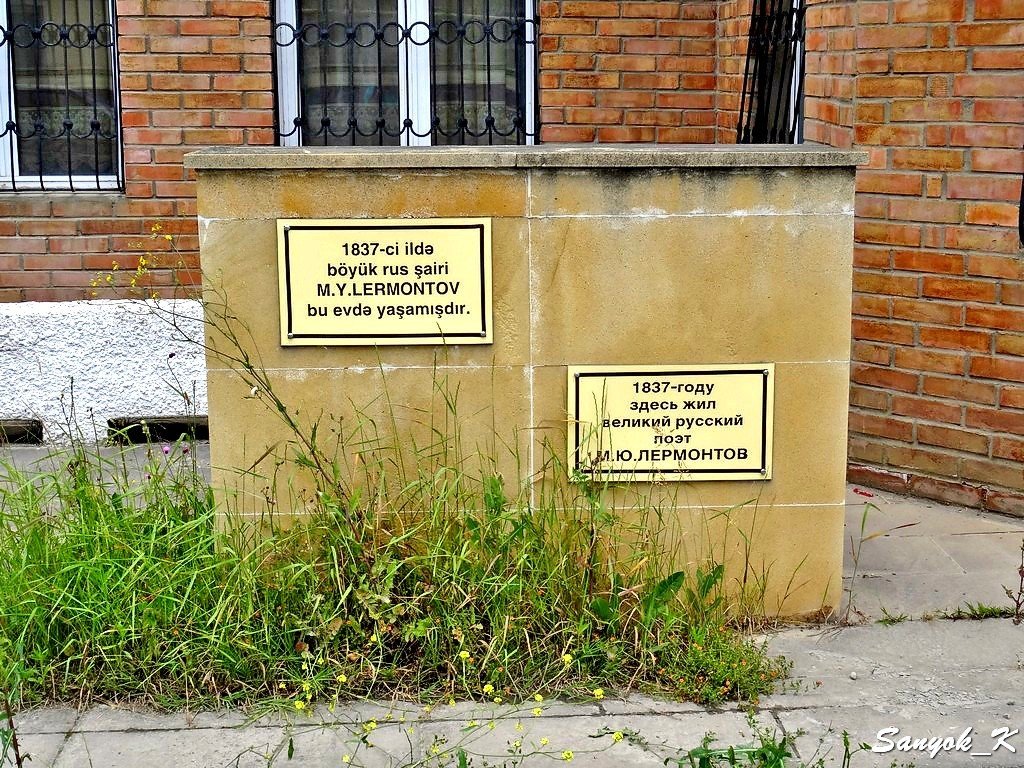 1837-ci ildə
böyük rus şairi
M.Y.LERMONTOV
bu evdə yaşamışdır.
1837-году
здесь жил
великий русский
поэт
М.Ю.ЛЕРМОНТОВ
Sanyok_K